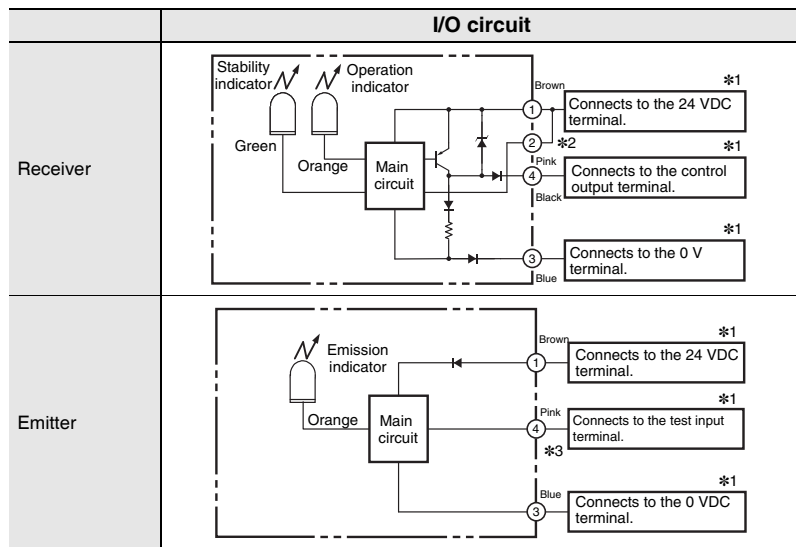 I/O circuit
Receiver
Stability
indicator
Operation
indicator
Green
Orange
Main
circuit
Brown
1
2
*2
Pink
4
Black
3
Blue
*1
Connects to the 24 VDC
terminal.
*1
Connects to the control
output terminal.
*1
Connects to the 0 V
terminal.
Emitter
Emission
indicator
Orange
Main
circuit
Brown
1
Pink
4
*3
Blue
3
*1
Connects to the 24 VDC
terminal.
*1
Connects to the test input
terminal.
*1
Connects to the 0 VDC
terminal.